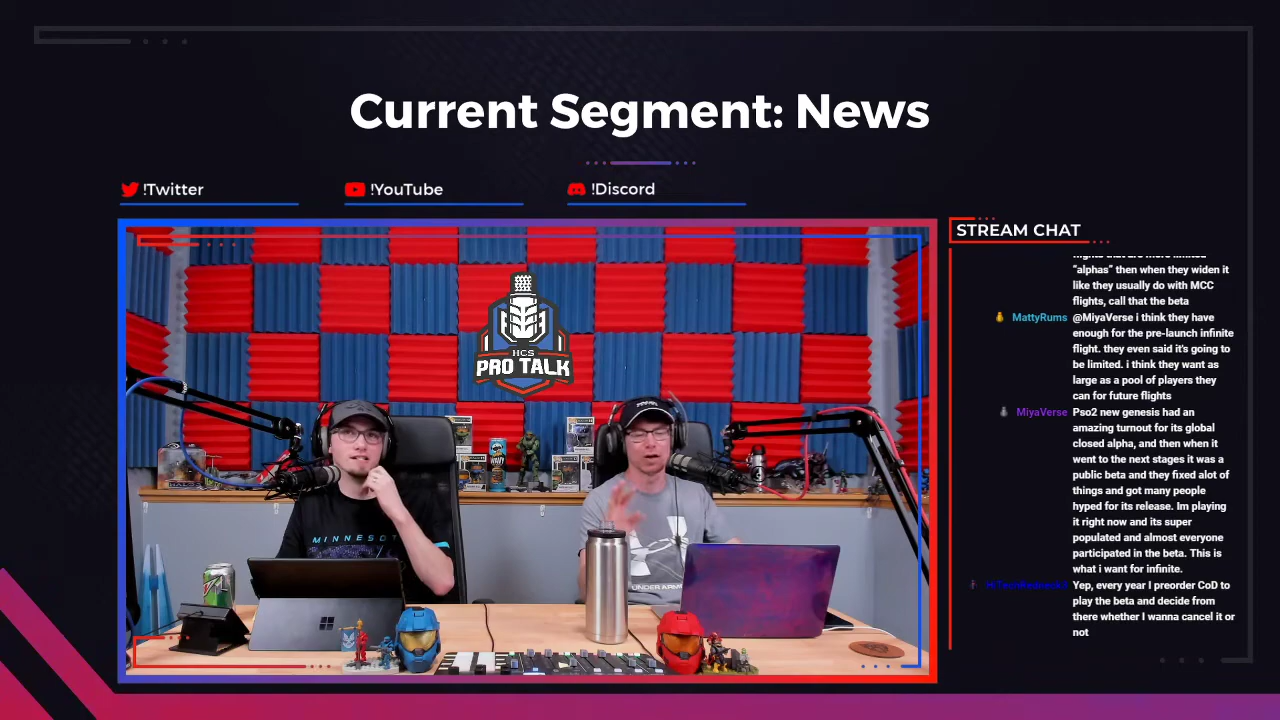 Current Segment: News
!Twitter
!YouTube
!Discord
STREAM CHAT
“alphas” then when they widen it
like they usually do with MCC
flights, call that the beta
MattyRums @MiyaVerse i think they have
enough for the pre-launch infinite
flight. they even said it's going to
be limited. i think they want as
large as a pool of players they
can for future flights
MiyaVerse Pso2 new genesis had an
amazing turnout for its global
closed alpha, and then when it
went to the next stages it was a
public beta and they fixed alot of
things and got many people
hyped for its release. Im playing
it right now and its super
populated and almost everyone
participated in the beta. This is
what i want for infinite.
Yep, every year I preorder CoD to
play the beta and decide from
there whether I wanna cancel it or
not
HCS
PRO TALK
MINNESOT
UNDER ARM